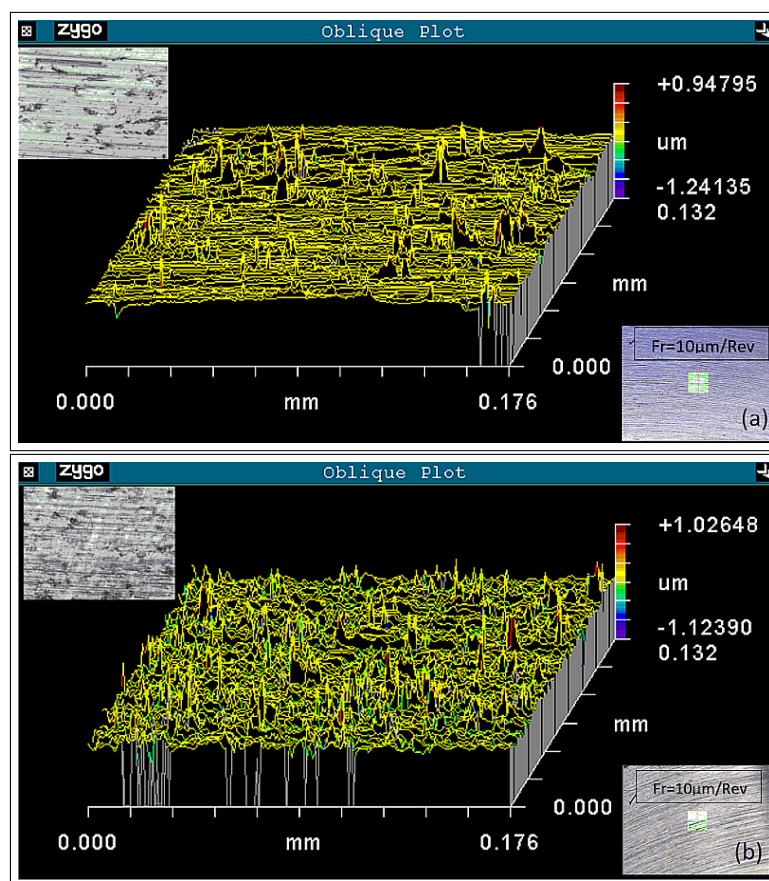 zygo Oblique Plot
+0.94795
um
-1.24135
0.132
mm
Fr=10µm/Rev
0.000
0.000 mm 0.176
(a)
zygo Oblique Plot
+1.02648
um
-1.12390
0.132
mm
Fr=10µm/Rev
0.000
0.000 mm 0.176
(b)